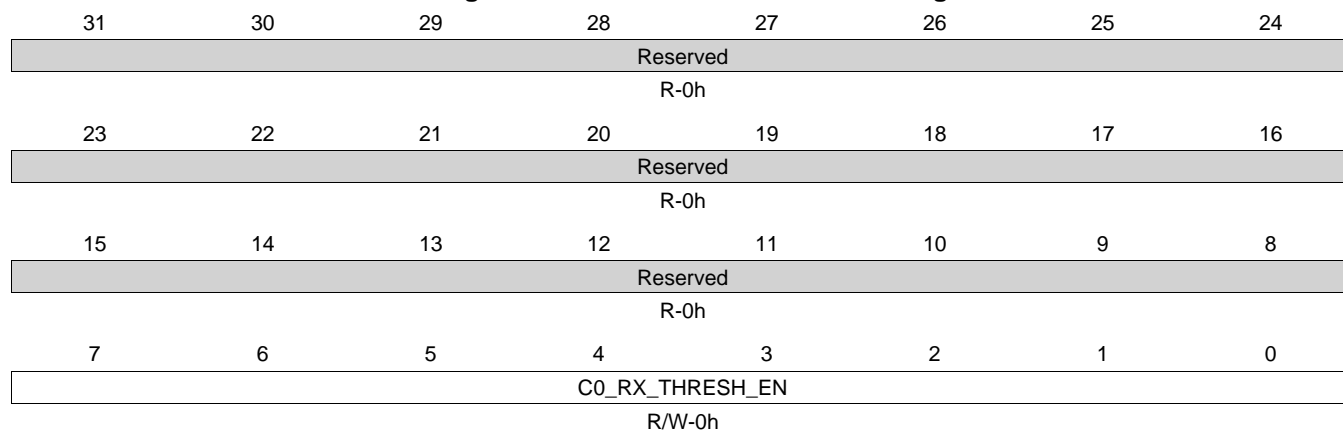 31 30 29 28 27 26 25 24
Reserved
R-0h
23 22 21 20 19 18 17 16
Reserved
R-0h
15 14 13 12 11 10 9 8
Reserved
R-0h
7 6 5 4 3 2 1 0
C0_RX_THRESH_EN
R/W-0h